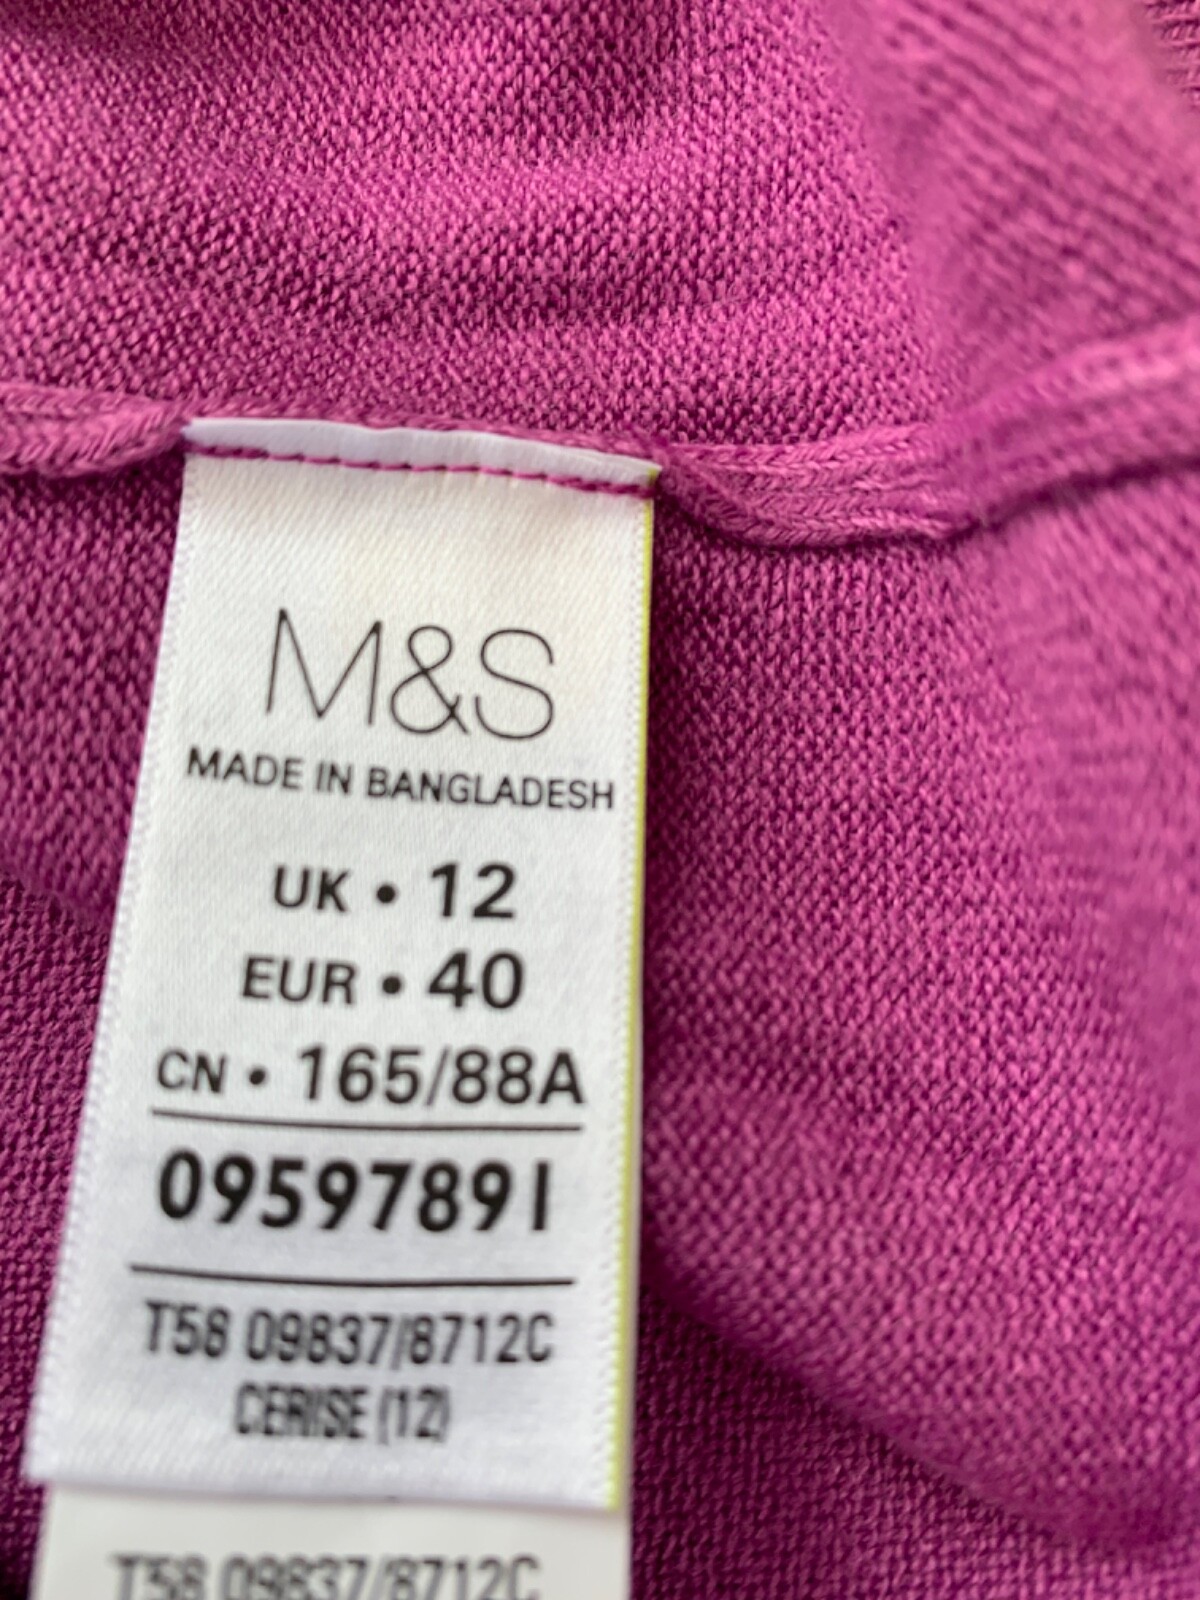 M&S
MADE IN BANGLADESH
UK • 12
EUR • 40
CN • 165/88A
09597891
T58 09837/8712C
CERISE (12)
T58 09837/8712C